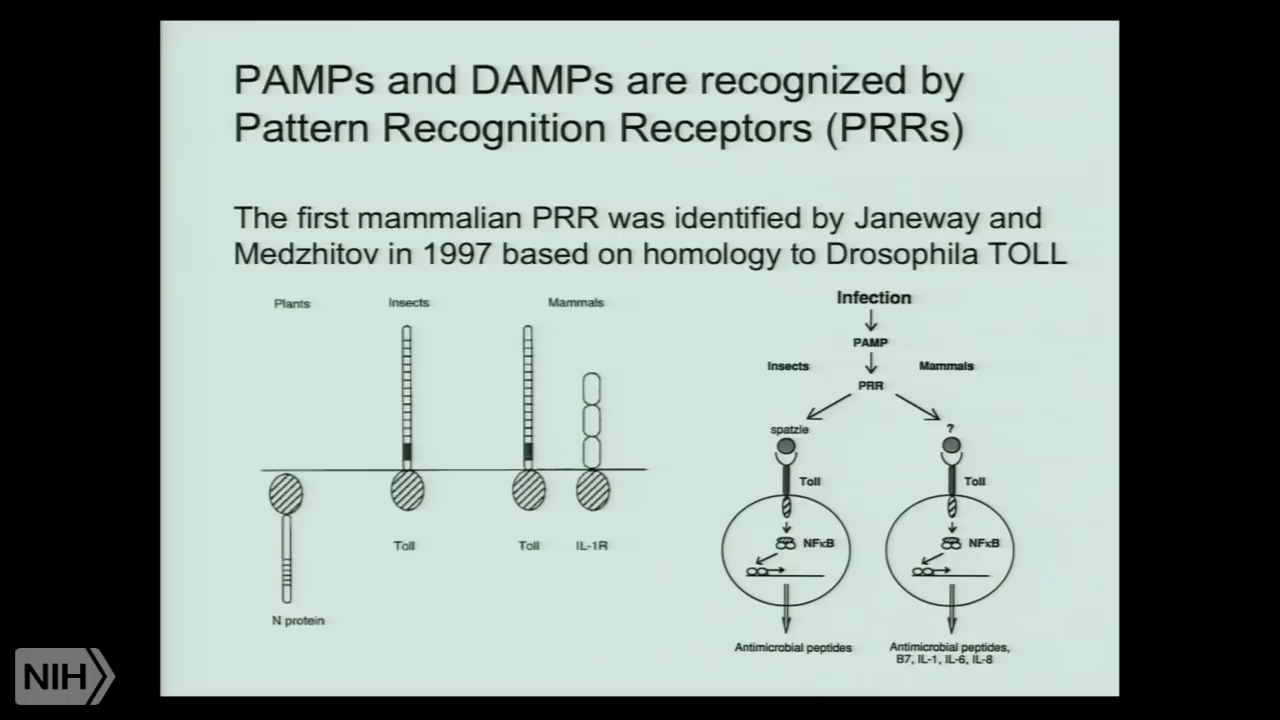 PAMPs and DAMPs are recognized by
Pattern Recognition Receptors (PRRs)
The first mammalian PRR was identified by Janeway and
Medzhitov in 1997 based on homology to Drosophila TOLL
Plants
Insects
Mammals
Toll
Toll
IL-1R
N protein
Infection
PAMP
Insects
Mammals
PRR
spatzle
?
Toll
Toll
NFκB
NFκB
Antimicrobial peptides
Antimicrobial peptides,
B7, IL-1, IL-6, IL-8
NIH